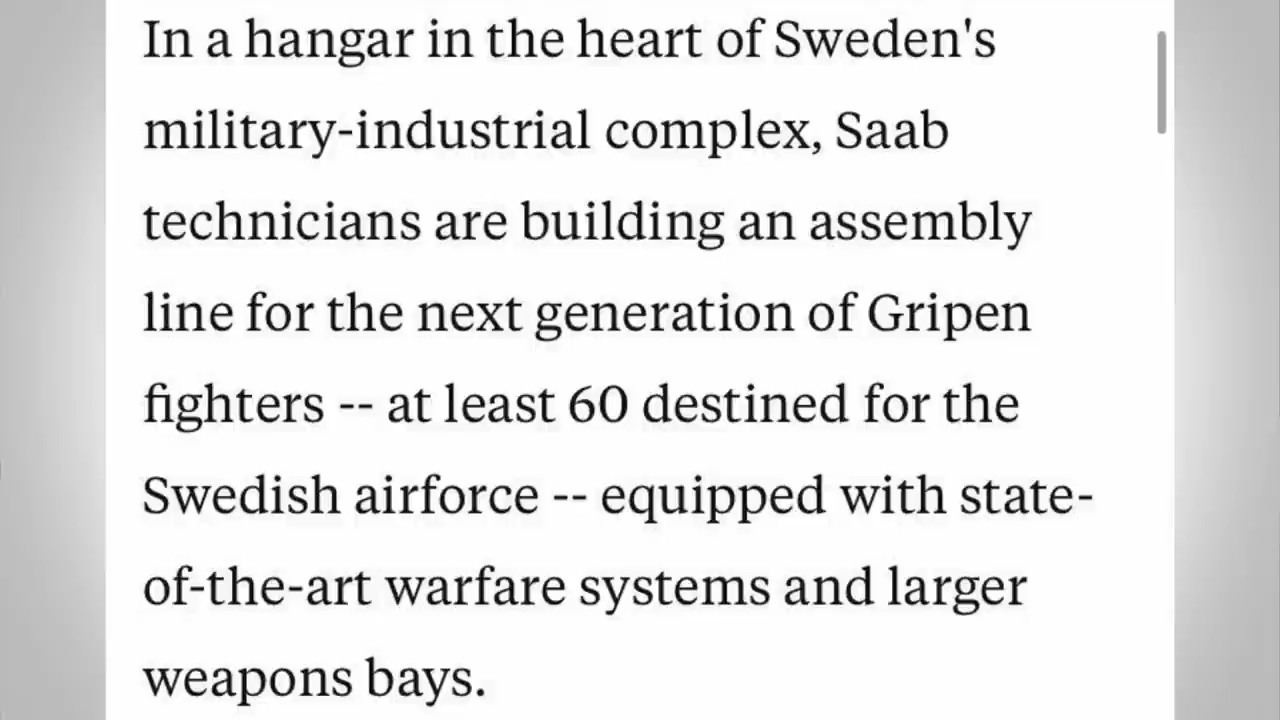 In a hangar in the heart of Sweden's
military-industrial complex, Saab
technicians are building an assembly
line for the next generation of Gripen
fighters -- at least 60 destined for the
Swedish airforce -- equipped with state-
of-the-art warfare systems and larger
weapons bays.